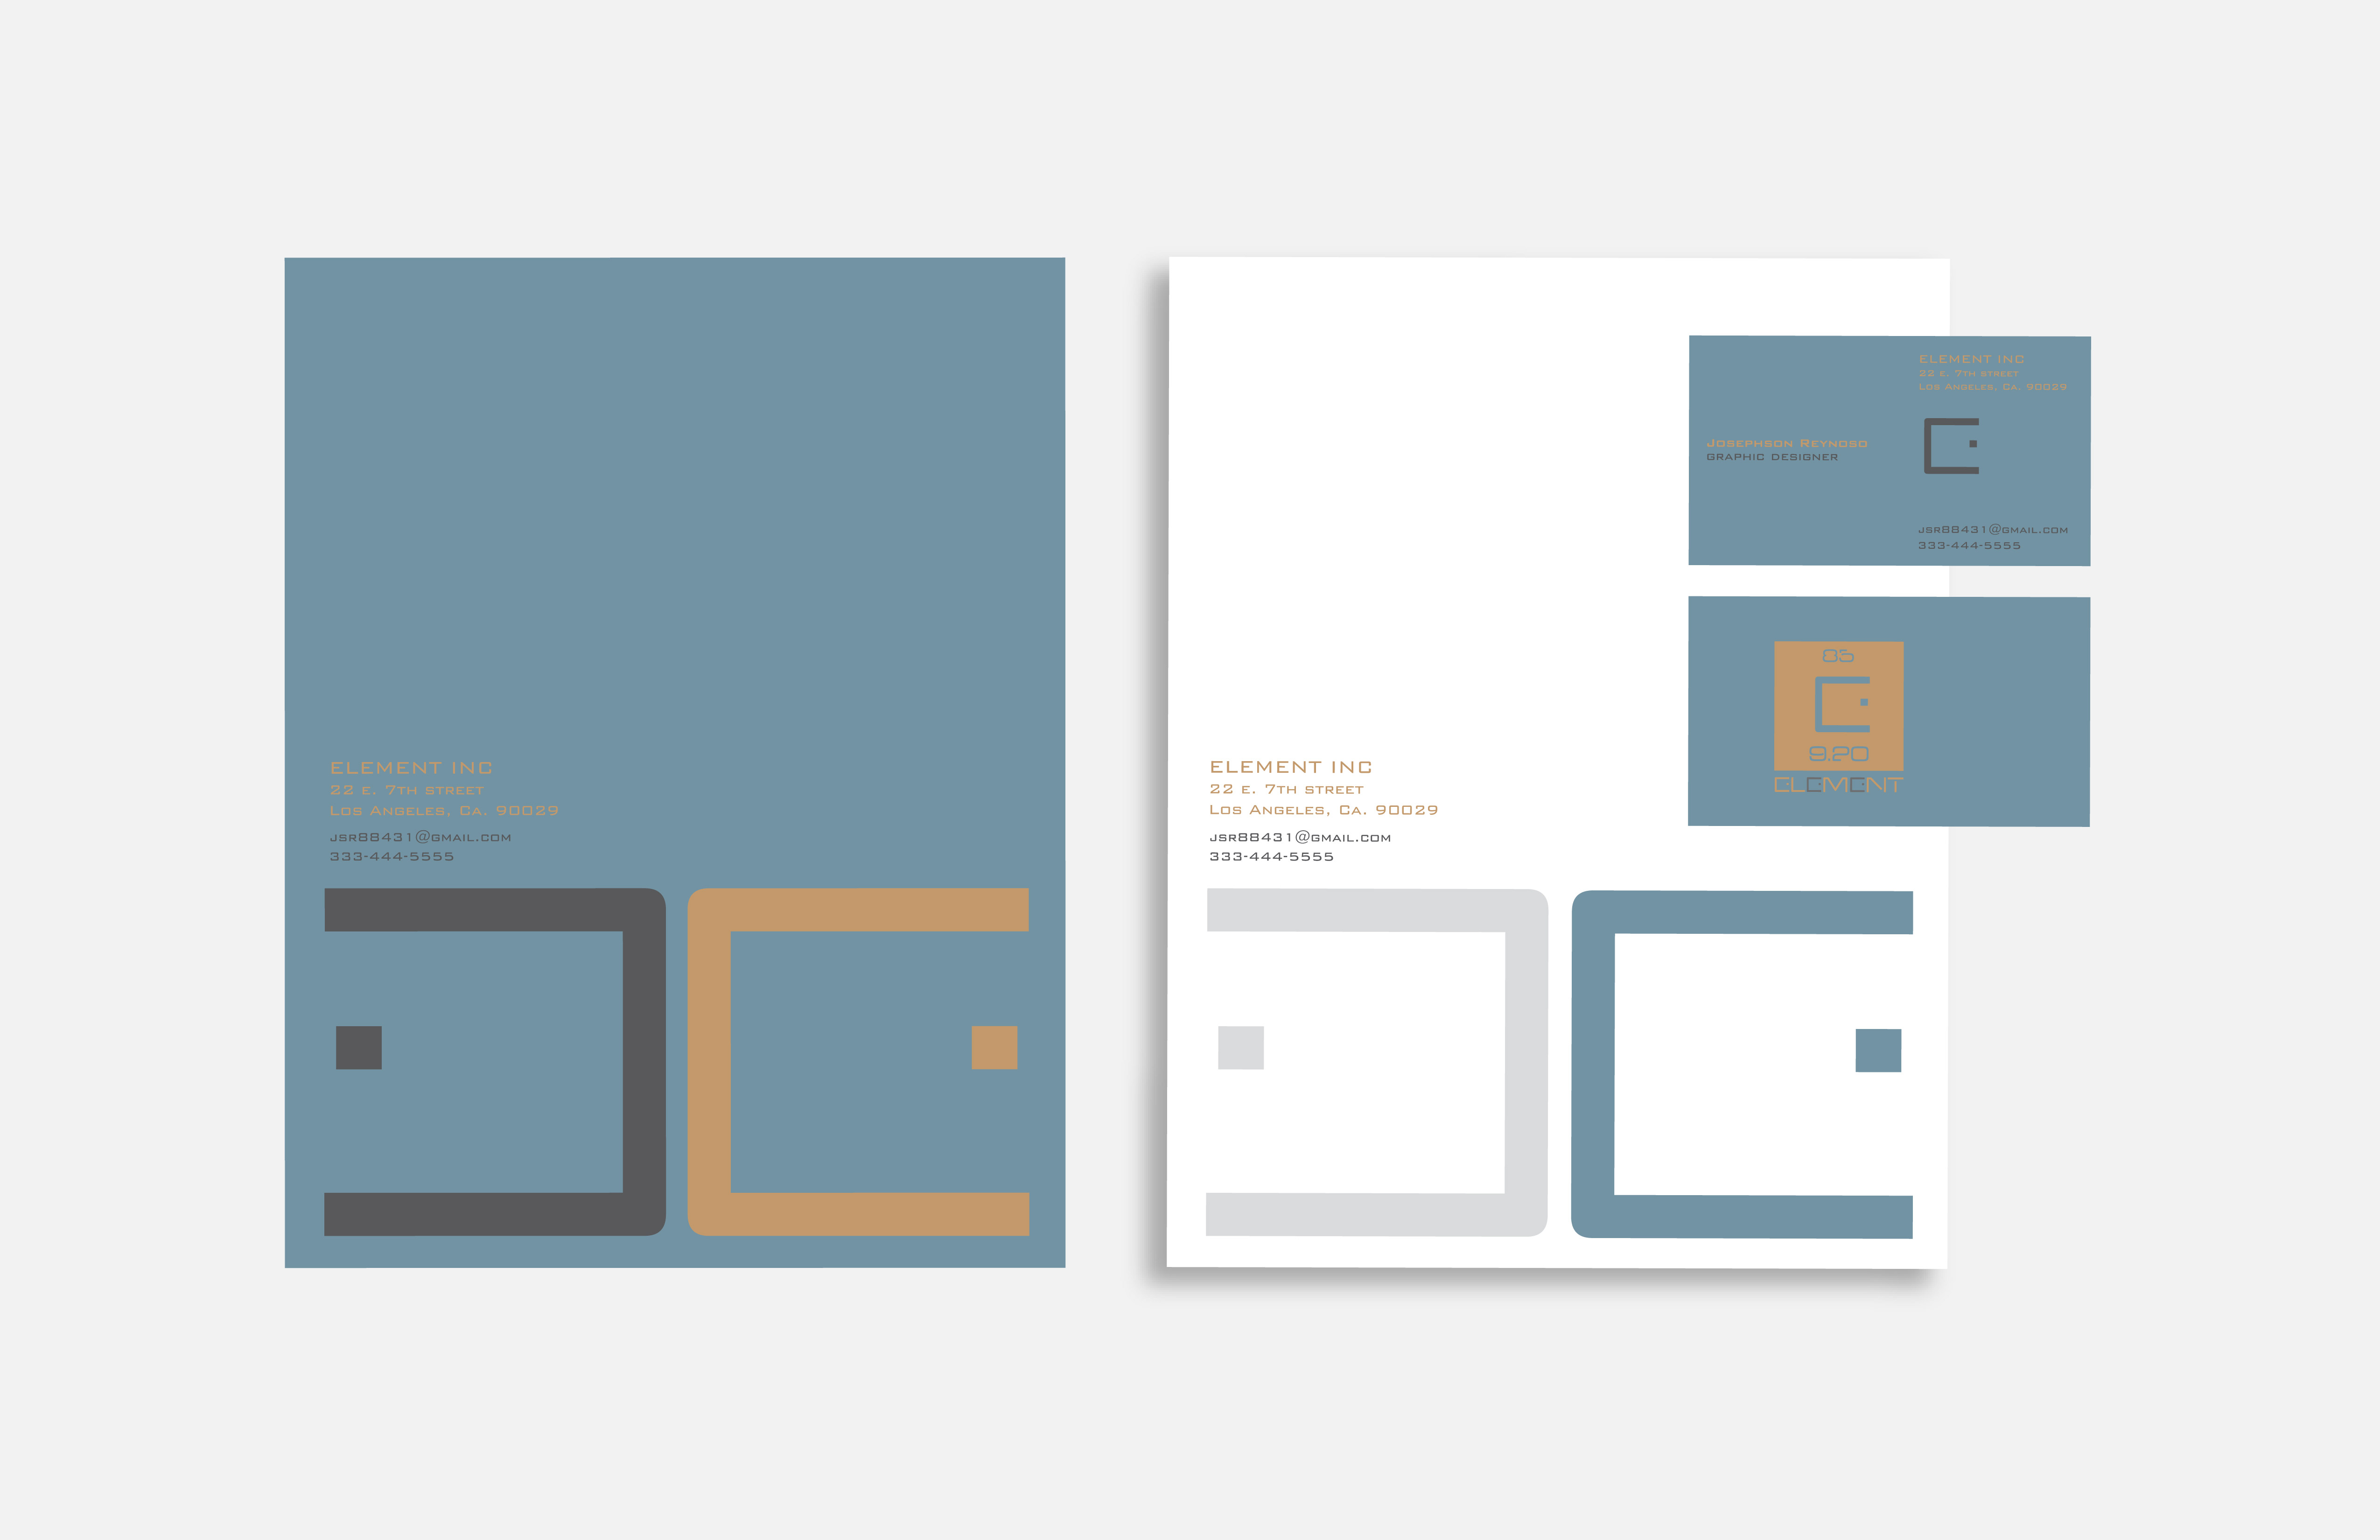 ELEMENT INC
22 E. 7TH STREET
LOS ANGELES, CA. 90029
JSR88431@GMAIL.COM
333-444-5555
ELEMENT INC
22 E. 7TH STREET
LOS ANGELES, CA. 90029
JSR88431@GMAIL.COM
333-444-5555
JOSEPHSON REYNOSO
GRAPHIC DESIGNER
ELEMENT INC
22 E. 7TH STREET
LOS ANGELES, CA. 90029
JSR88431@GMAIL.COM
333-444-5555
85
9.20
ELEMENT